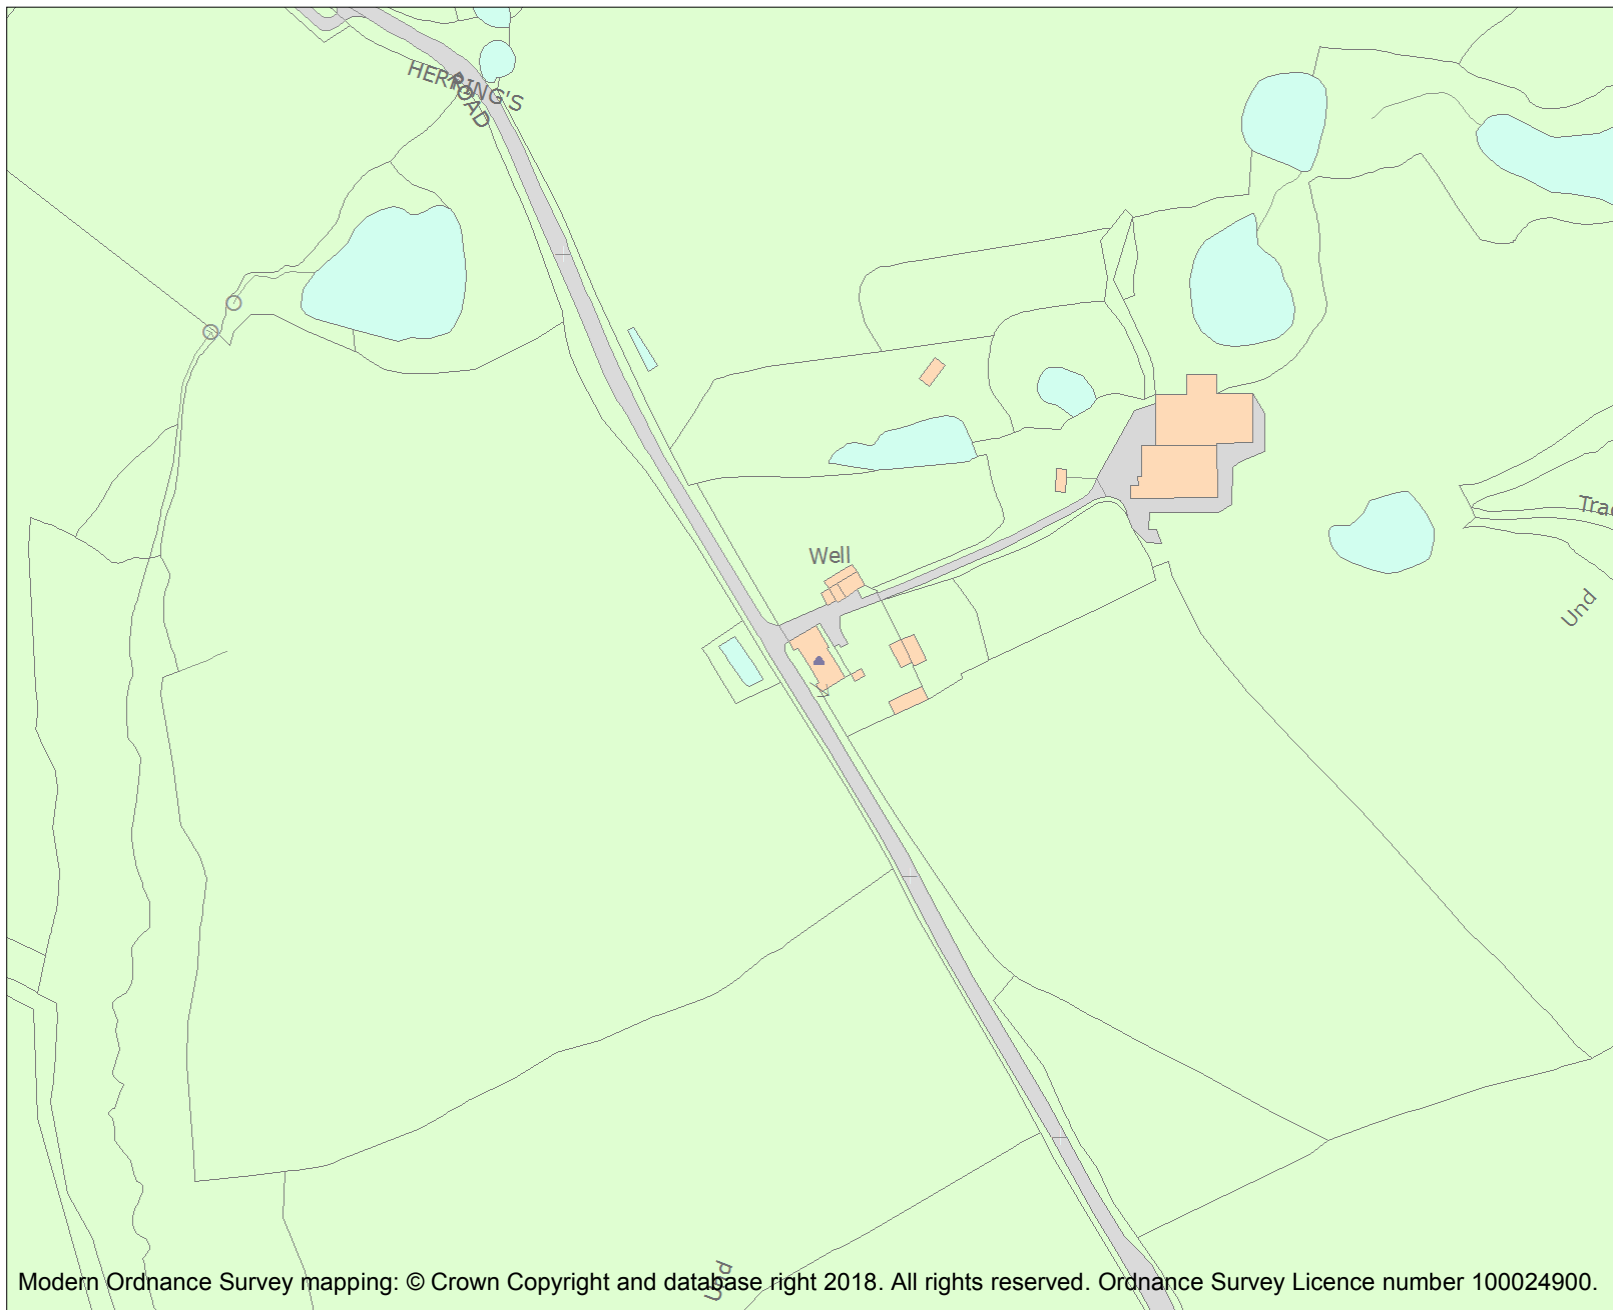 HERRING'S
ROAD
Trac
Well
Und
Und
Modern Ordnance Survey mapping: © Crown Copyright and database right 2018. All rights reserved. Ordnance Survey Licence number 100024900.